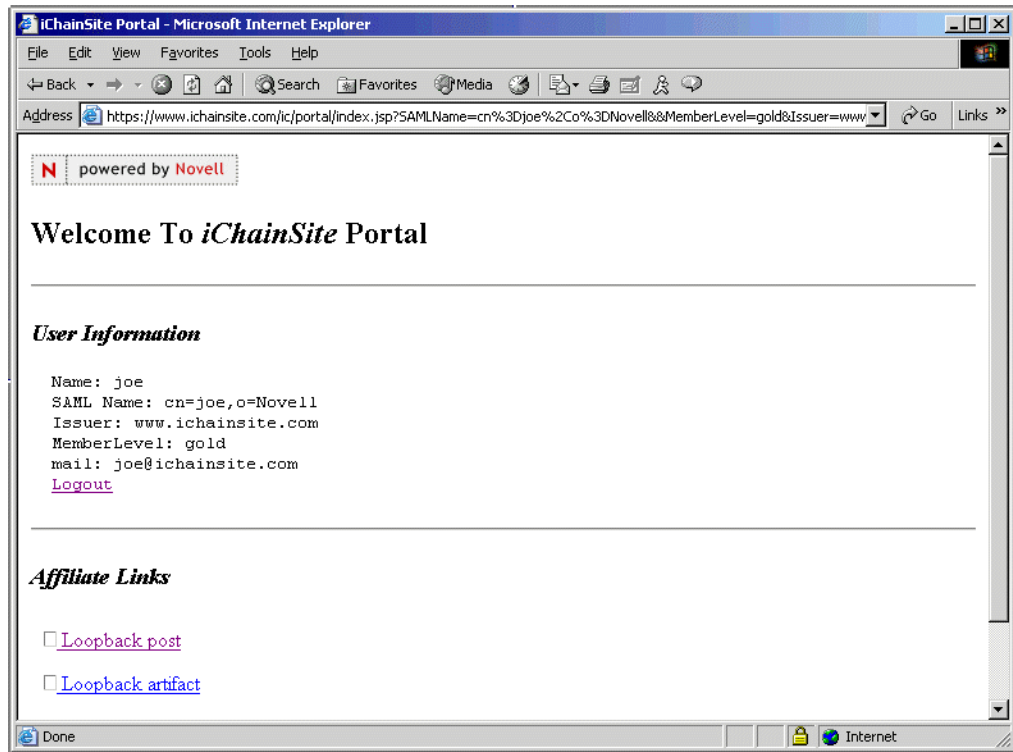 iChainSite Portal - Microsoft Internet Explorer
File Edit View Favorites Tools Help
Back Search Favorites Media
Address https://www.ichainsite.com/ic/portal/index.jsp?SAMLName=cn%3Djoe%2Co%3DNovell&&MemberLevel=gold&Issuer=www Go Links »
N powered by Novell
Welcome To iChainSite Portal
User Information
Name: joe
SAML Name: cn=joe,o=Novell
Issuer: www.ichainsite.com
MemberLevel: gold
mail: joe@ichainsite.com
Logout
Affiliate Links
Loopback post
Loopback artifact
Done Internet